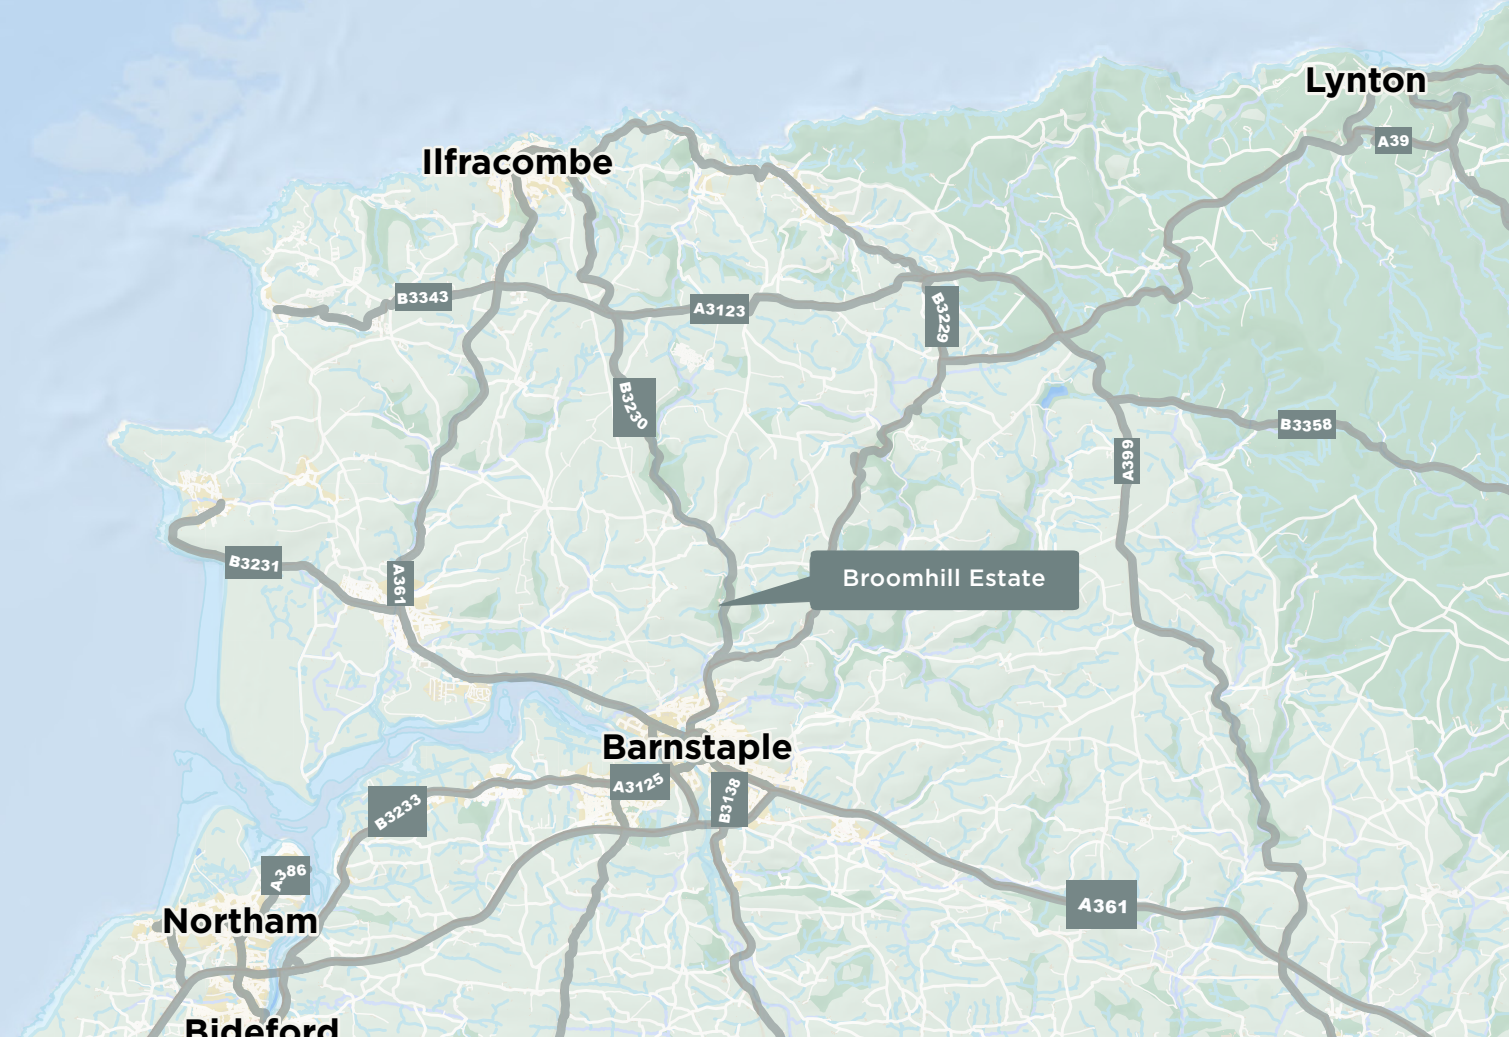 Lynton
A39
Ilfracombe
B3343
A3123
B3229
B3230
B3358
A399
B3231
A361
Broomhill Estate
Barnstaple
A3125
B3138
B3233
A386
A361
Northam
Bideford